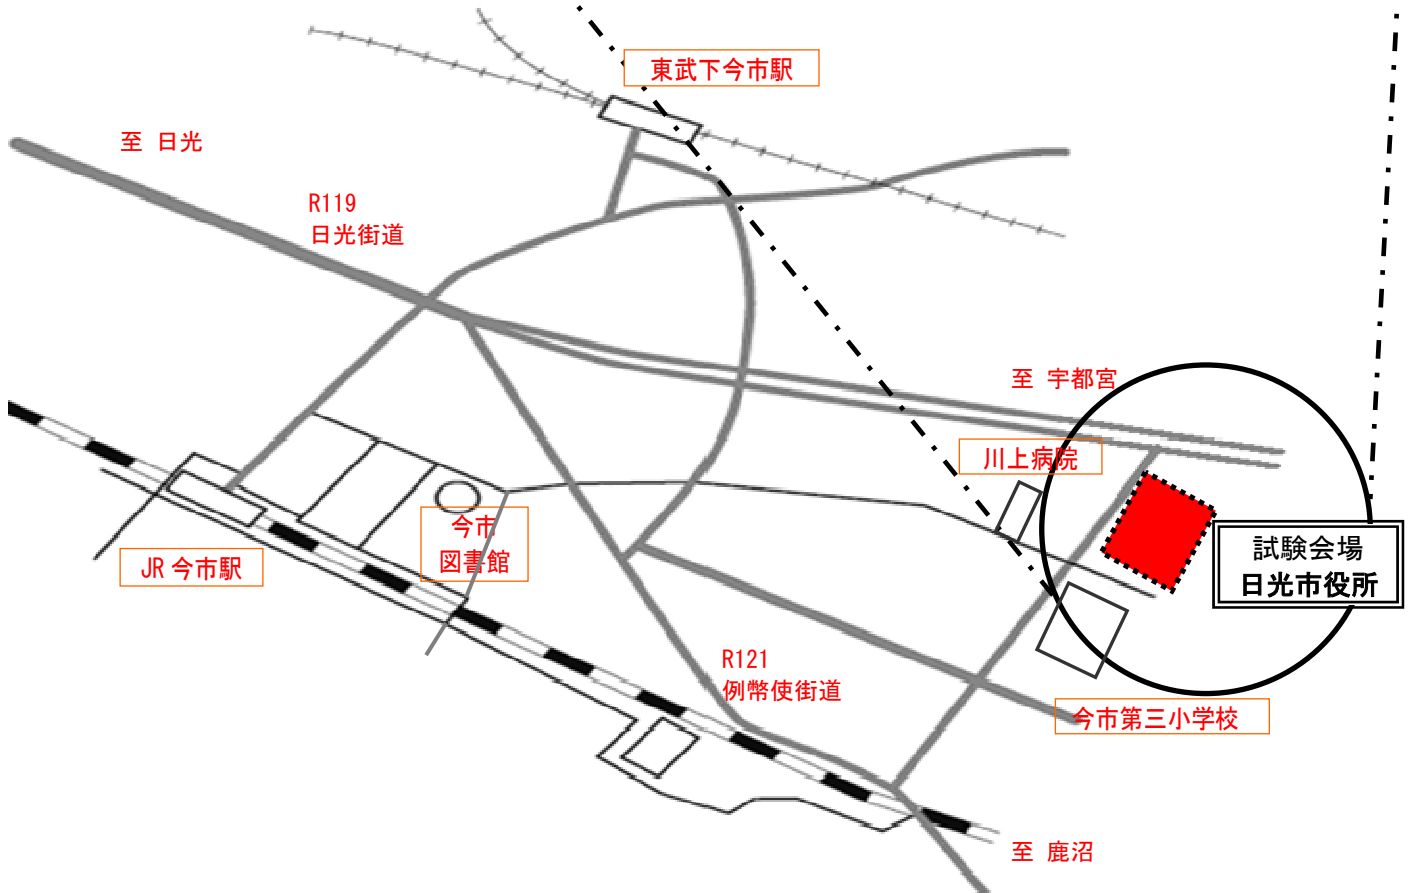 東武下今市駅
至 日光
R119
日光街道
至 宇都宮
川上病院
今市
図書館
試験会場
日光市役所
JR 今市駅
R121
例幣使街道
今市第三小学校
至 鹿沼